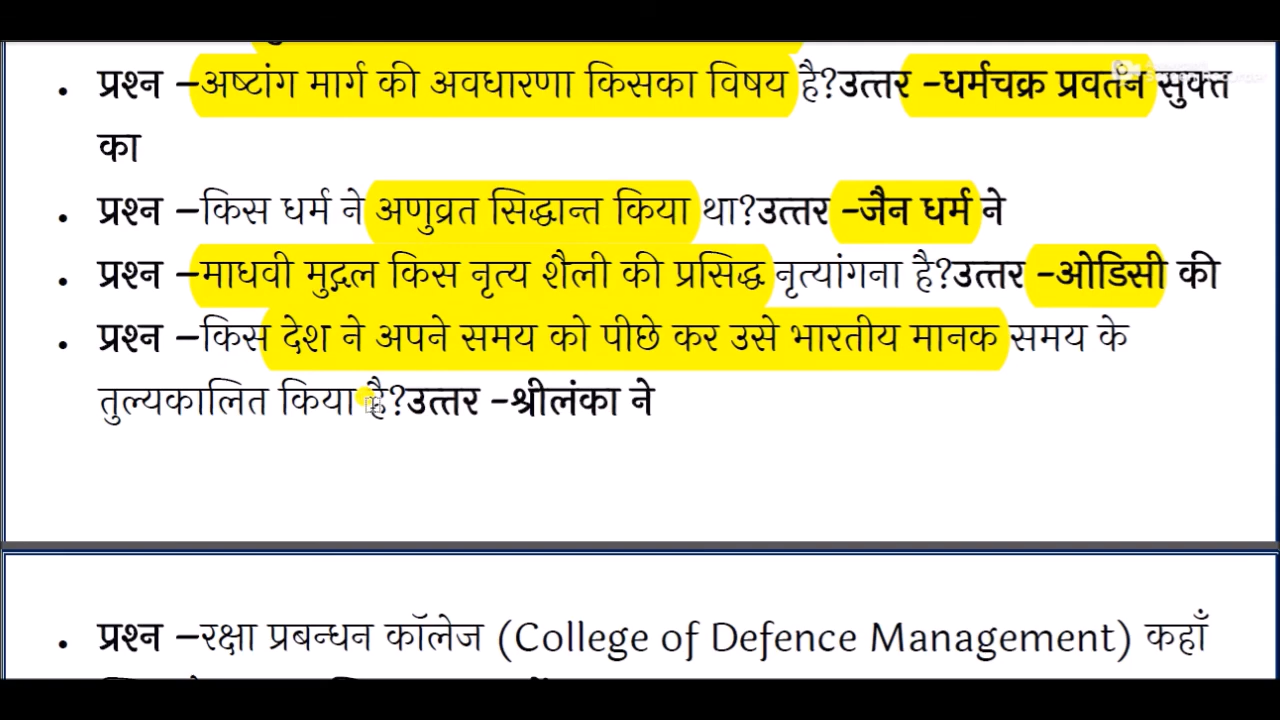 प्रश्न –अष्टांग मार्ग की अवधारणा किसका विषय है?उत्तर -धर्मचक्र प्रवर्तन सुक्त
का
प्रश्न –किस धर्म ने अणुव्रत सिद्धान्त किया था?उत्तर -जैन धर्म ने
प्रश्न –माधवी मुद्गल किस नृत्य शैली की प्रसिद्ध नृत्यांगना है?उत्तर -ओडिसी की
प्रश्न –किस देश ने अपने समय को पीछे कर उसे भारतीय मानक समय के
तुल्यकालित किया है?उत्तर -श्रीलंका ने
प्रश्न –रक्षा प्रबन्धन कॉलेज (College of Defence Management) कहाँ